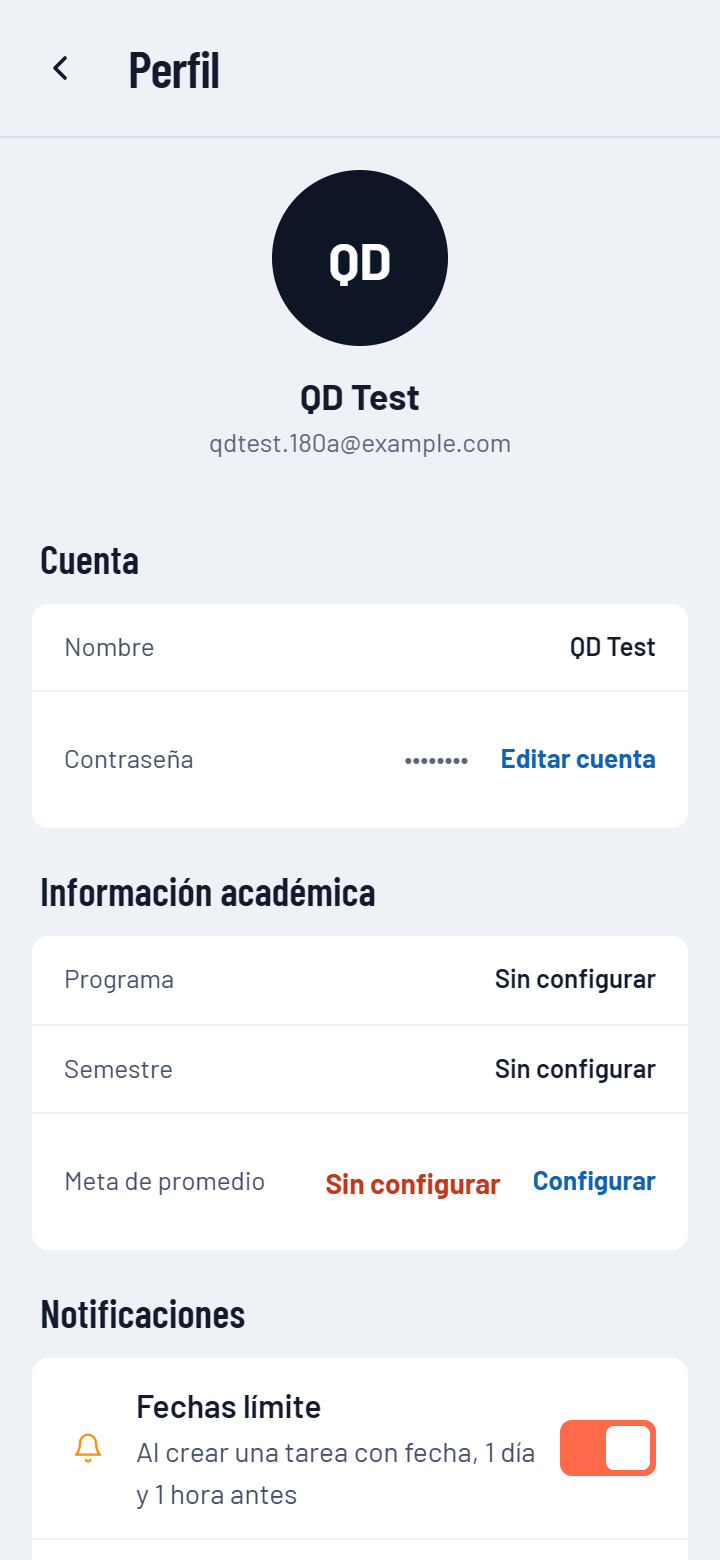 Perfil
QD
QD Test
qdtest.180a@example.com
Cuenta
Nombre QD Test
Contraseña •••••••• Editar cuenta
Información académica
Programa Sin configurar
Semestre Sin configurar
Meta de promedio Sin configurar Configurar
Notificaciones
Fechas límite
Al crear una tarea con fecha, 1 día
y 1 hora antes